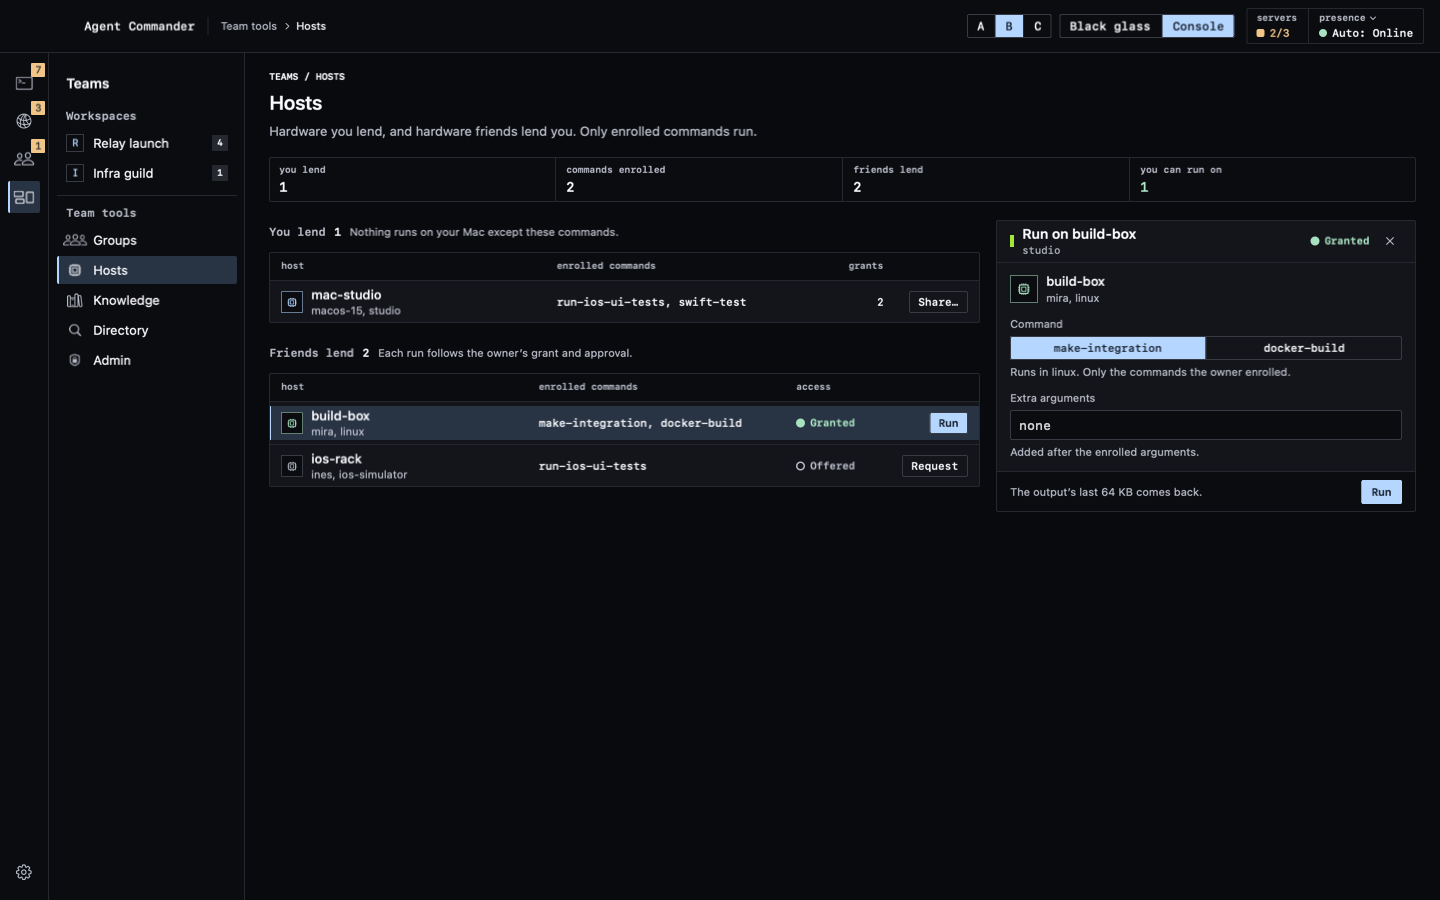 Agent Commander
Team tools > Hosts
A B C
Black glass Console
servers
2/3
presence
Auto: Online
7
3
1
Teams
Workspaces
R Relay launch 4
I Infra guild 1
Team tools
Groups
Hosts
Knowledge
Directory
Admin
TEAMS / HOSTS
Hosts
Hardware you lend, and hardware friends lend you. Only enrolled commands run.
you lend
1
commands enrolled
2
friends lend
2
you can run on
1
You lend 1 Nothing runs on your Mac except these commands.
host enrolled commands grants
mac-studio
macos-15, studio
run-ios-ui-tests, swift-test 2 Share…
Friends lend 2 Each run follows the owner's grant and approval.
host enrolled commands access
build-box
mira, linux
make-integration, docker-build Granted Run
ios-rack
ines, ios-simulator
run-ios-ui-tests Offered Request
Run on build-box
studio
Granted
build-box
mira, linux
Command
make-integration docker-build
Runs in linux. Only the commands the owner enrolled.
Extra arguments
none
Added after the enrolled arguments.
The output's last 64 KB comes back. Run